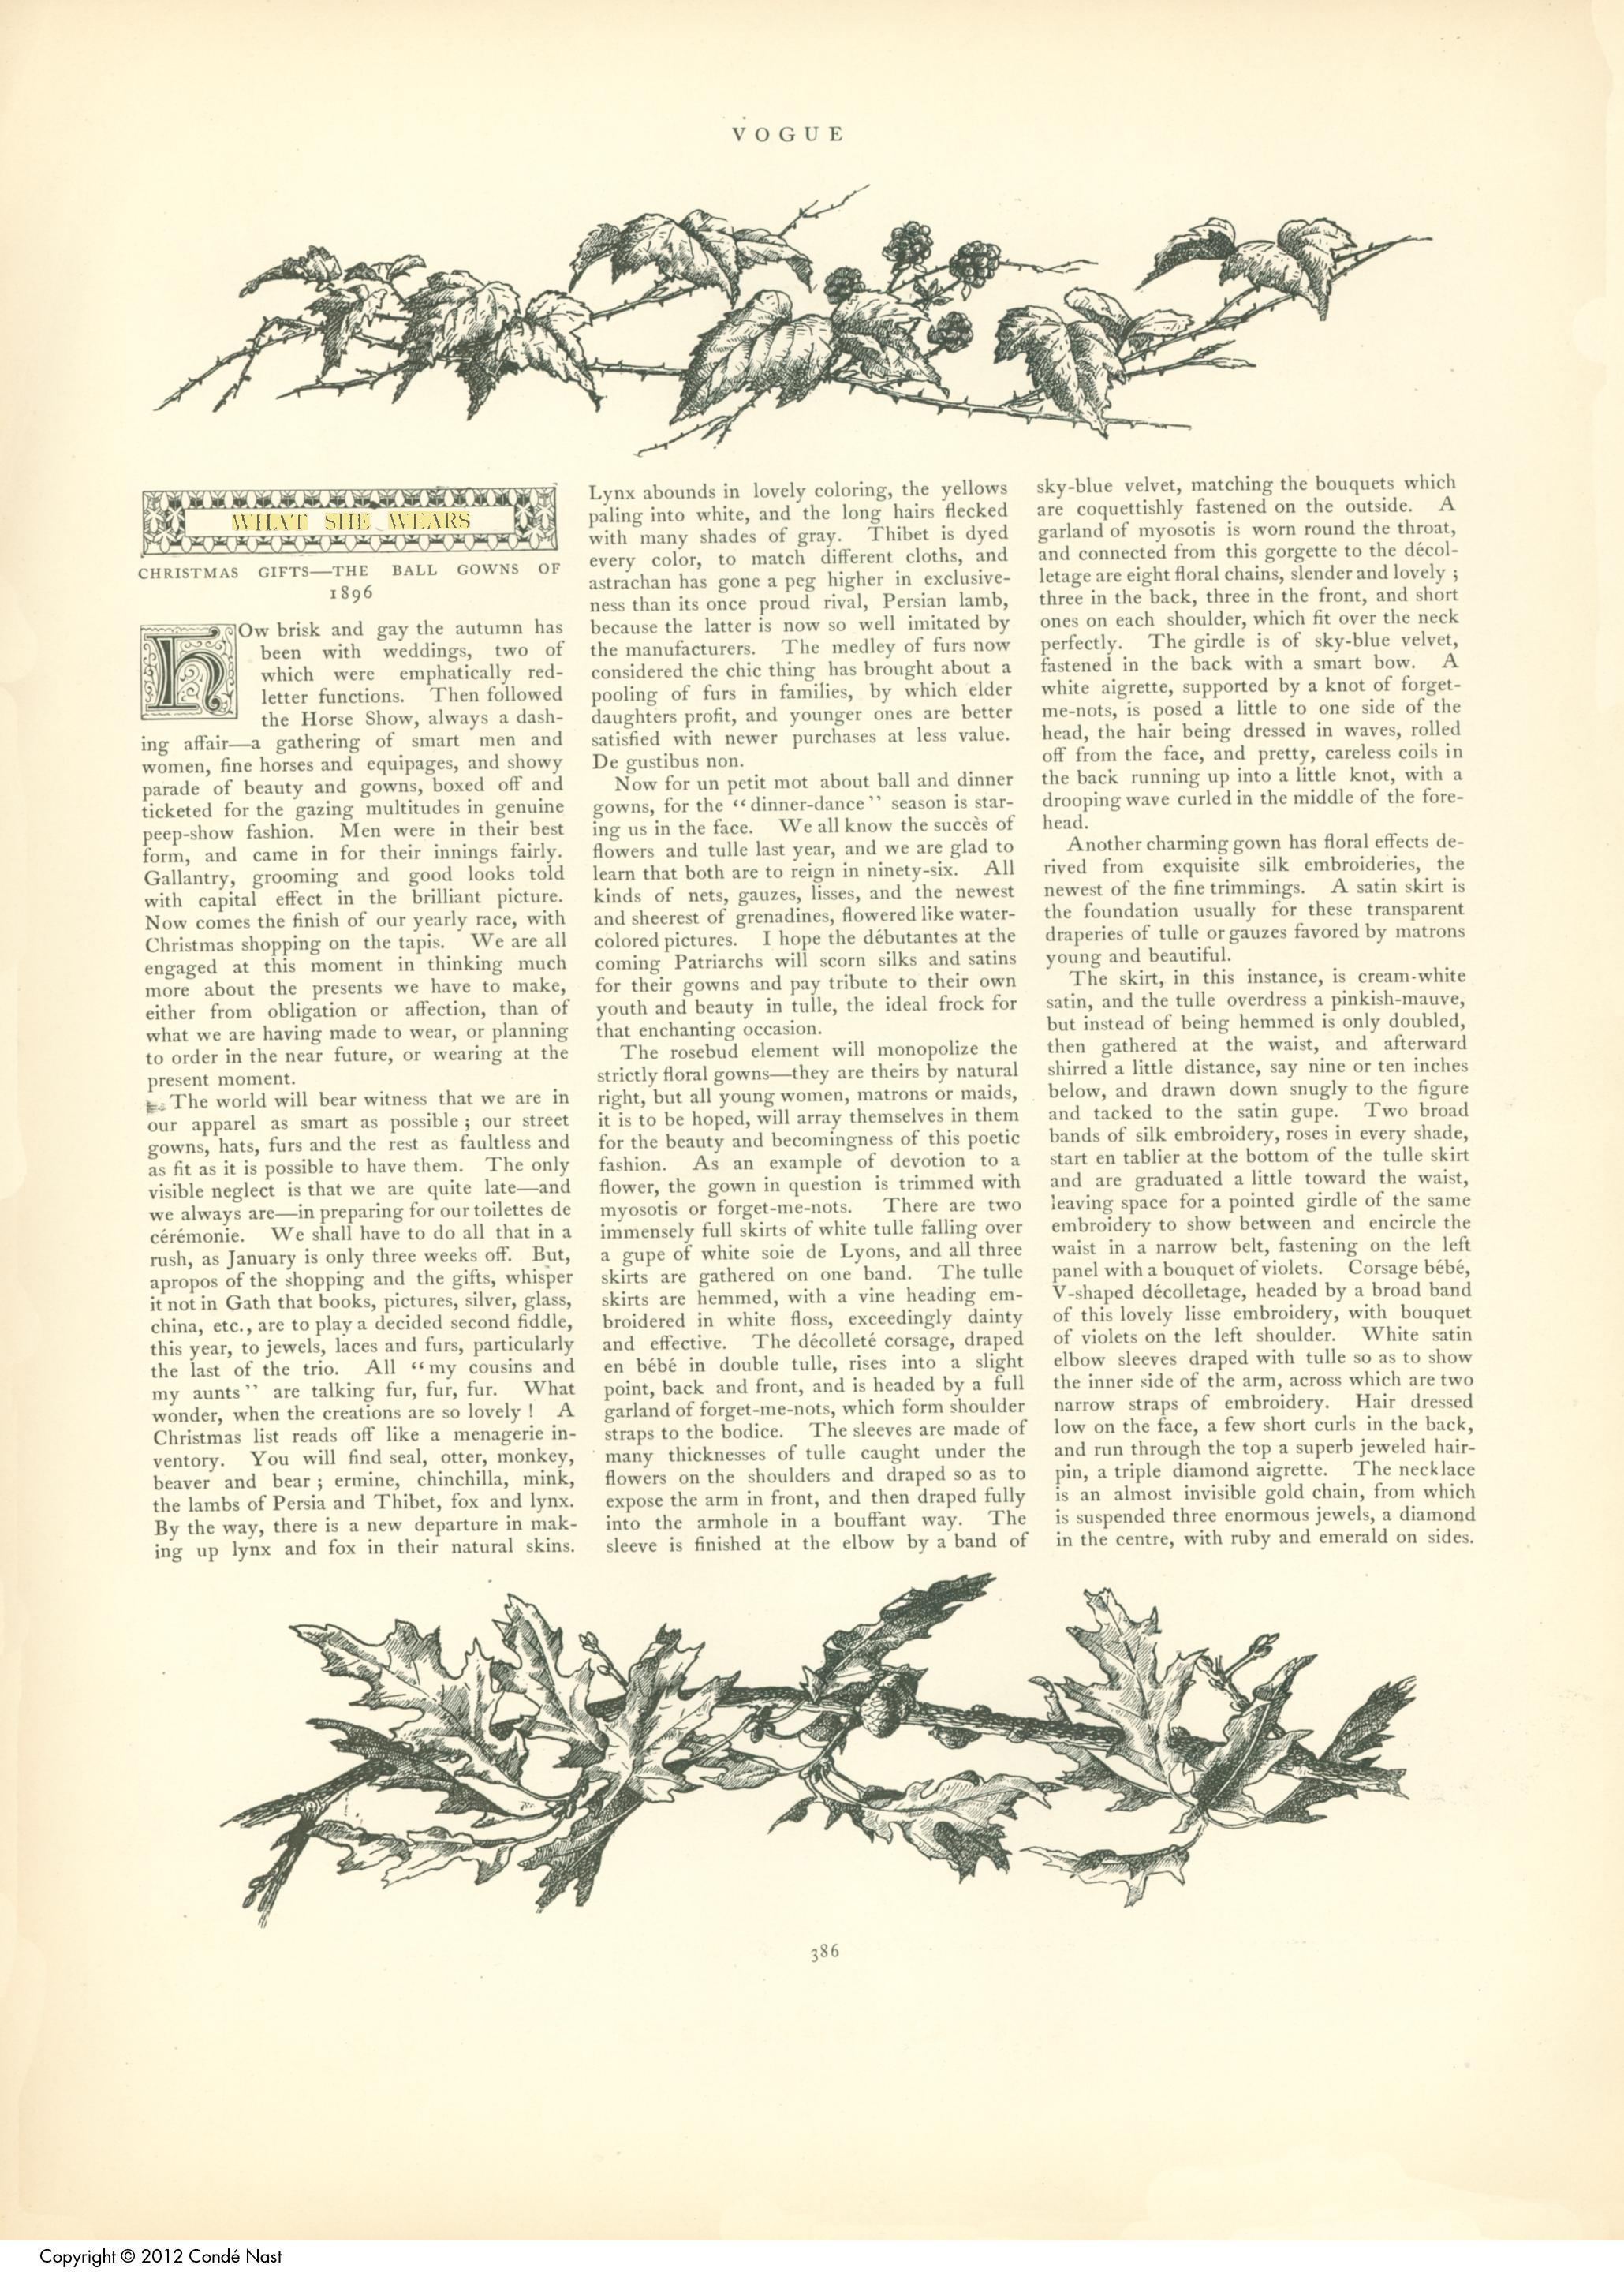 VOGUE
WHAT SHE WEARS
CHRISTMAS GIFTS—THE BALL GOWNS OF
1896
How brisk and gay the autumn has
been with weddings, two of
which were emphatically red-
letter functions. Then followed
the Horse Show, always a dash-
ing affair—a gathering of smart men and
women, fine horses and equipages, and showy
parade of beauty and gowns, boxed off and
ticketed for the gazing multitudes in genuine
peep-show fashion. Men were in their best
form, and came in for their innings fairly.
Gallantry, grooming and good looks told
with capital effect in the brilliant picture.
Now comes the finish of our yearly race, with
Christmas shopping on the tapis. We are all
engaged at this moment in thinking much
more about the presents we have to make,
either from obligation or affection, than of
what we are having made to wear, or planning
to order in the near future, or wearing at the
present moment.
The world will bear witness that we are in
our apparel as smart as possible; our street
gowns, hats, furs and the rest as faultless and
as fit as it is possible to have them. The only
visible neglect is that we are quite late—and
we always are—in preparing for our toilettes de
cérémonie. We shall have to do all that in a
rush, as January is only three weeks off. But,
apropos of the shopping and the gifts, whisper
it not in Gath that books, pictures, silver, glass,
china, etc., are to play a decided second fiddle,
this year, to jewels, laces and furs, particularly
the last of the trio. All “my cousins and
my aunts” are talking fur, fur, fur. What
wonder, when the creations are so lovely! A
Christmas list reads off like a menagerie in-
ventory. You will find seal, otter, monkey,
beaver and bear; ermine, chinchilla, mink,
the lambs of Persia and Thibet, fox and lynx.
By the way, there is a new departure in mak-
ing up lynx and fox in their natural skins.
Lynx abounds in lovely coloring, the yellows
paling into white, and the long hairs flecked
with many shades of gray. Thibet is dyed
every color, to match different cloths, and
astrachan has gone a peg higher in exclusive-
ness than its once proud rival, Persian lamb,
because the latter is now so well imitated by
the manufacturers. The medley of furs now
considered the chic thing has brought about a
pooling of furs in families, by which elder
daughters profit, and younger ones are better
satisfied with newer purchases at less value.
De gustibus non.
Now for un petit mot about ball and dinner
gowns, for the “dinner-dance” season is star-
ing us in the face. We all know the succès of
flowers and tulle last year, and we are glad to
learn that both are to reign in ninety-six. All
kinds of nets, gauzes, lisses, and the newest
and sheerest of grenadines, flowered like water-
colored pictures. I hope the débutantes at the
coming Patriarchs will scorn silks and satins
for their gowns and pay tribute to their own
youth and beauty in tulle, the ideal frock for
that enchanting occasion.
The rosebud element will monopolize the
strictly floral gowns—they are theirs by natural
right, but all young women, matrons or maids,
it is to be hoped, will array themselves in them
for the beauty and becomingness of this poetic
fashion. As an example of devotion to a
flower, the gown in question is trimmed with
myosotis or forget-me-nots. There are two
immensely full skirts of white tulle falling over
a gupe of white soie de Lyons, and all three
skirts are gathered on one band. The tulle
skirts are hemmed, with a vine heading em-
broidered in white floss, exceedingly dainty
and effective. The décolleté corsage, draped
en bébé in double tulle, rises into a slight
point, back and front, and is headed by a full
garland of forget-me-nots, which form shoulder
straps to the bodice. The sleeves are made of
many thicknesses of tulle caught under the
flowers on the shoulders and draped so as to
expose the arm in front, and then draped fully
into the armhole in a bouffant way. The
sleeve is finished at the elbow by a band of
sky-blue velvet, matching the bouquets which
are coquettishly fastened on the outside. A
garland of myosotis is worn round the throat,
and connected from this gorgette to the décol-
letage are eight floral chains, slender and lovely;
three in the back, three in the front, and short
ones on each shoulder, which fit over the neck
perfectly. The girdle is of sky-blue velvet,
fastened in the back with a smart bow. A
white aigrette, supported by a knot of forget-
me-nots, is posed a little to one side of the
head, the hair being dressed in waves, rolled
off from the face, and pretty, careless coils in
the back running up into a little knot, with a
drooping wave curled in the middle of the fore-
head.
Another charming gown has floral effects de-
rived from exquisite silk embroideries, the
newest of the fine trimmings. A satin skirt is
the foundation usually for these transparent
draperies of tulle or gauzes favored by matrons
young and beautiful.
The skirt, in this instance, is cream-white
satin, and the tulle overdress a pinkish-mauve,
but instead of being hemmed is only doubled,
then gathered at the waist, and afterward
shirred a little distance, say nine or ten inches
below, and drawn down snugly to the figure
and tacked to the satin gupe. Two broad
bands of silk embroidery, roses in every shade,
start en tablier at the bottom of the tulle skirt
and are graduated a little toward the waist,
leaving space for a pointed girdle of the same
embroidery to show between and encircle the
waist in a narrow belt, fastening on the left
panel with a bouquet of violets. Corsage bébé,
V-shaped décolletage, headed by a broad band
of this lovely lisse embroidery, with bouquet
of violets on the left shoulder. White satin
elbow sleeves draped with tulle so as to show
the inner side of the arm, across which are two
narrow straps of embroidery. Hair dressed
low on the face, a few short curls in the back,
and run through the top a superb jeweled hair-
pin, a triple diamond aigrette. The necklace
is an almost invisible gold chain, from which
is suspended three enormous jewels, a diamond
in the centre, with ruby and emerald on sides.
386
Copyright © 2012 Condé Nast